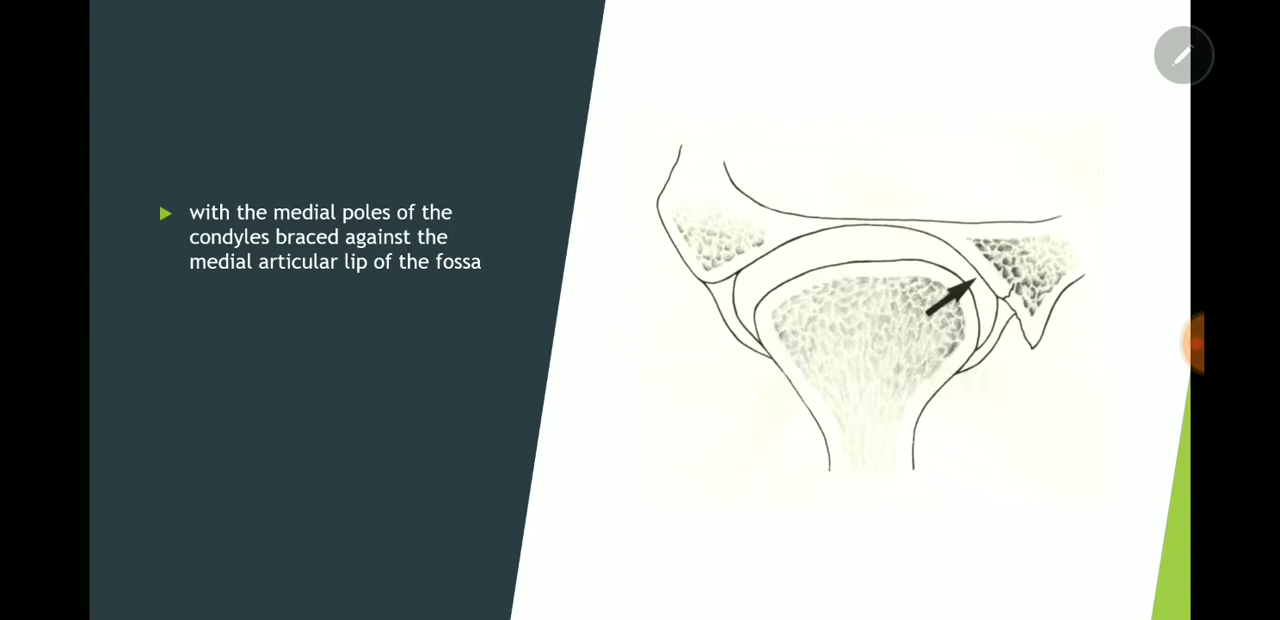 with the medial poles of the
condyles braced against the
medial articular lip of the fossa